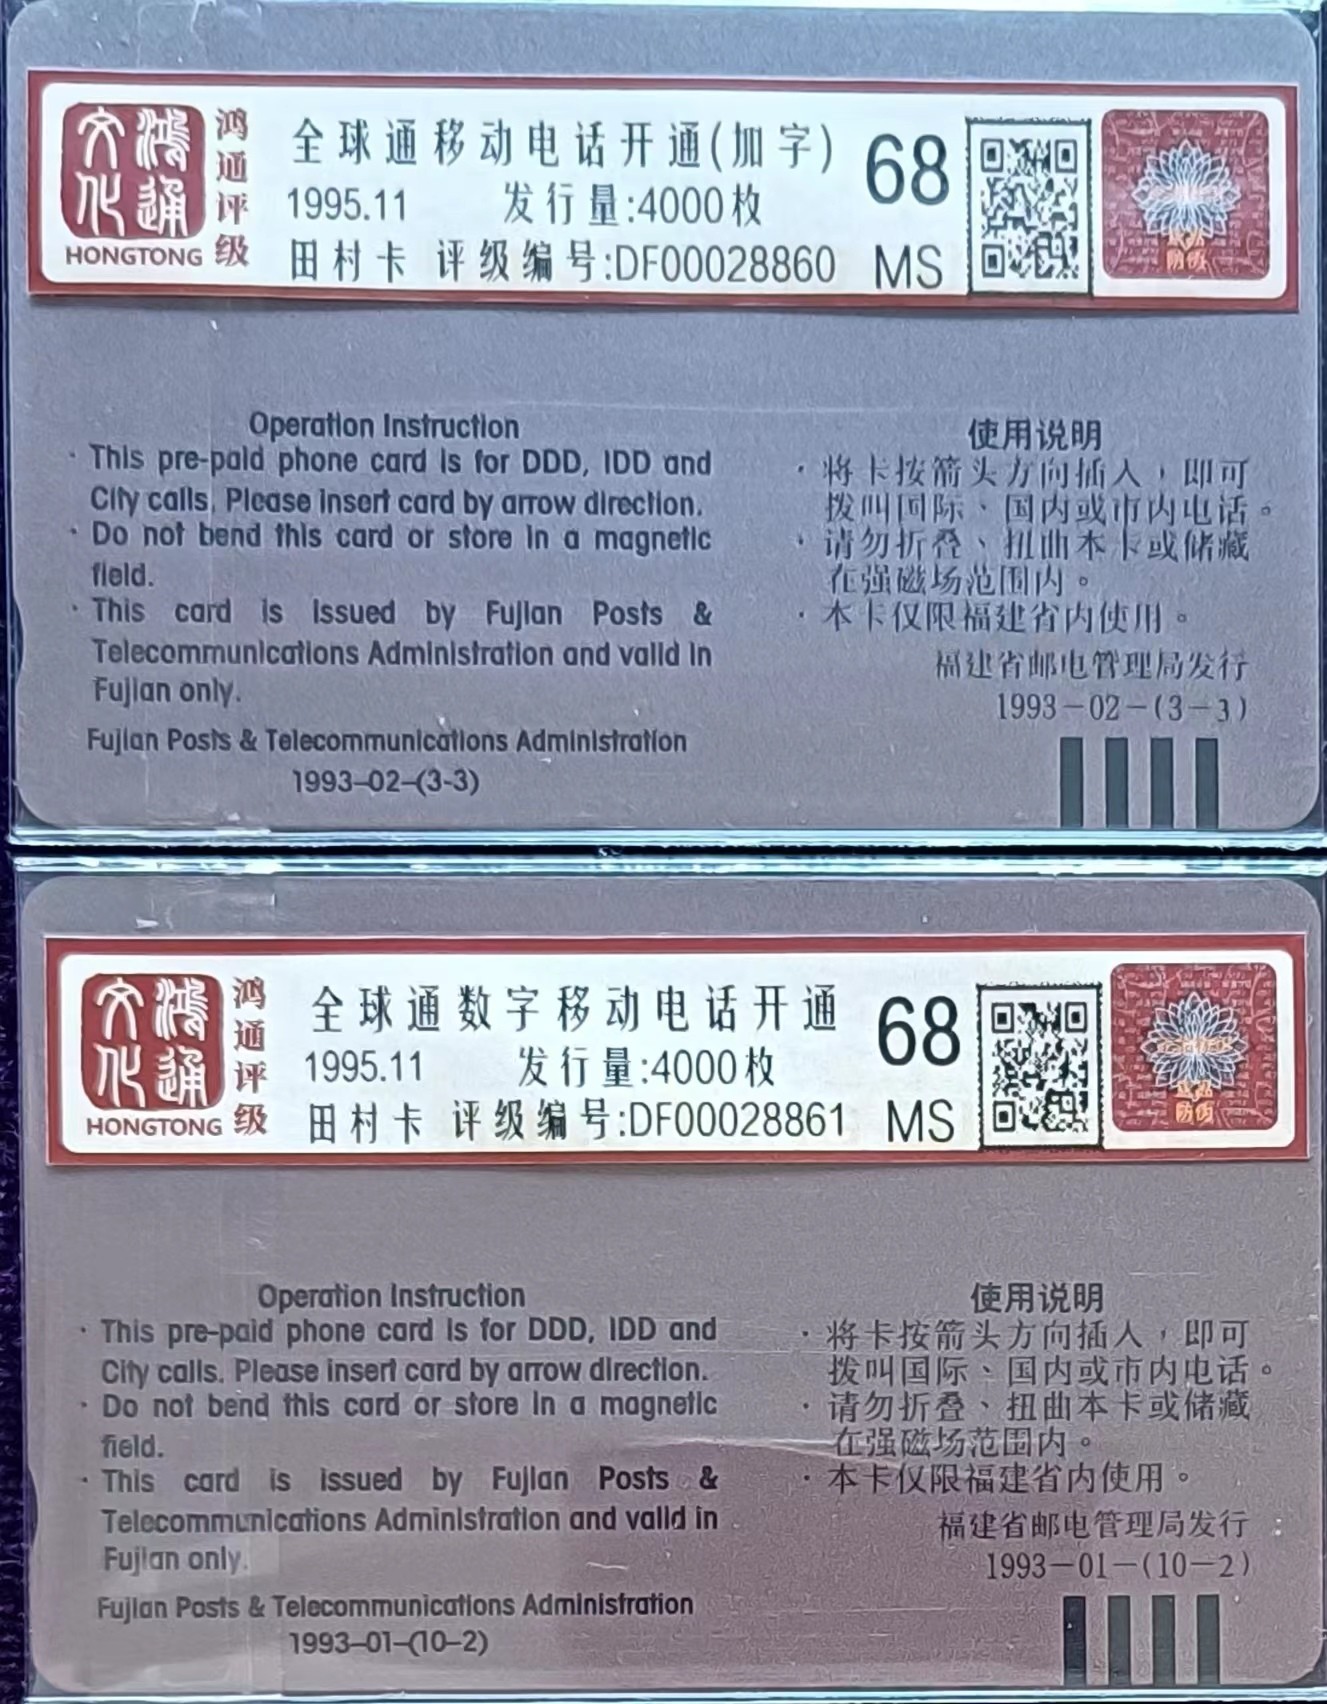 鸿通
文化
HONGTONG
鸿通评级
全球通移动电话开通(加字)
1995.11 发行量:4000枚
田村卡 评级编号:DF00028860
68
MS
防伪
Operation Instruction
· This pre-paid phone card is for DDD, IDD and
City calls. Please insert card by arrow direction.
· Do not bend this card or store in a magnetic
field.
· This card is issued by Fujian Posts &
Telecommunications Administration and valid in
Fujian only.
Fujian Posts & Telecommunications Administration
1993-02-(3-3)
使用说明
· 将卡按箭头方向插入，即可
拨叫国际、国内或市内电话。
· 请勿折叠、扭曲本卡或储藏
在强磁场范围内。
· 本卡仅限福建省内使用。
福建省邮电管理局发行
1993-02-(3-3)
鸿通
文化
HONGTONG
鸿通评级
全球通数字移动电话开通
1995.11 发行量:4000枚
田村卡 评级编号:DF00028861
68
MS
防伪
Operation Instruction
· This pre-paid phone card is for DDD, IDD and
City calls. Please insert card by arrow direction.
· Do not bend this card or store in a magnetic
field.
· This card is issued by Fujian Posts &
Telecommunications Administration and valid in
Fujian only.
Fujian Posts & Telecommunications Administration
1993-01-(10-2)
使用说明
· 将卡按箭头方向插入，即可
拨叫国际、国内或市内电话。
· 请勿折叠、扭曲本卡或储藏
在强磁场范围内。
· 本卡仅限福建省内使用。
福建省邮电管理局发行
1993-01-(10-2)